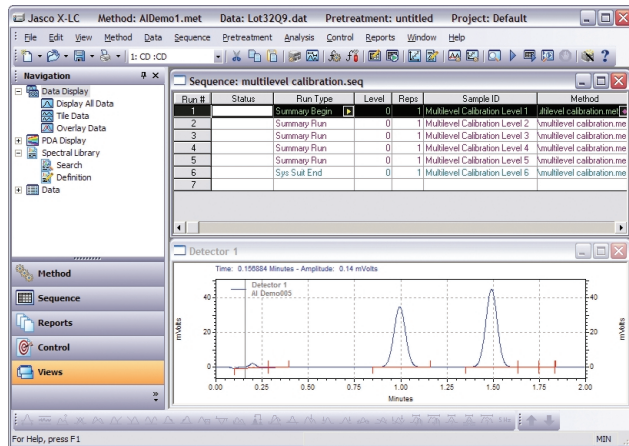 Jasco X-LC    Method: AIDemo1.met    Data: Lot32Q9.dat    Pretreatment: untitled    Project: Default
File Edit View Method Data Sequence Pretreatment Analysis Control Reports Window Help
1: CD :CD
Navigation
Data Display
Display All Data
Tile Data
Overlay Data
PDA Display
Spectral Library
Search
Definition
Data
Method
Sequence
Reports
Control
Views
Sequence: multilevel calibration.seq
Run # Status Run Type Level Reps Sample ID Method
1 Summary Begin 0 1 Multilevel Calibration Level 1 ultilevel calibration.met
2 Summary Run 0 1 Multilevel Calibration Level 2 \multilevel calibration.me
3 Summary Run 0 1 Multilevel Calibration Level 3 \multilevel calibration.me
4 Summary Run 0 1 Multilevel Calibration Level 4 \multilevel calibration.me
5 Summary Run 0 1 Multilevel Calibration Level 5 \multilevel calibration.me
6 Sys Suit End 0 1 Multilevel Calibration Level 6 \multilevel calibration.me
7
Detector 1
Time: 0.156884 Minutes - Amplitude: 0.14 mVolts
Detector 1
AI Demo005
40 40
20 20
0 0
mVolts mVolts
0.00 0.25 0.50 0.75 1.00 1.25 1.50 1.75 2.00
Minutes
For Help, press F1 MIN